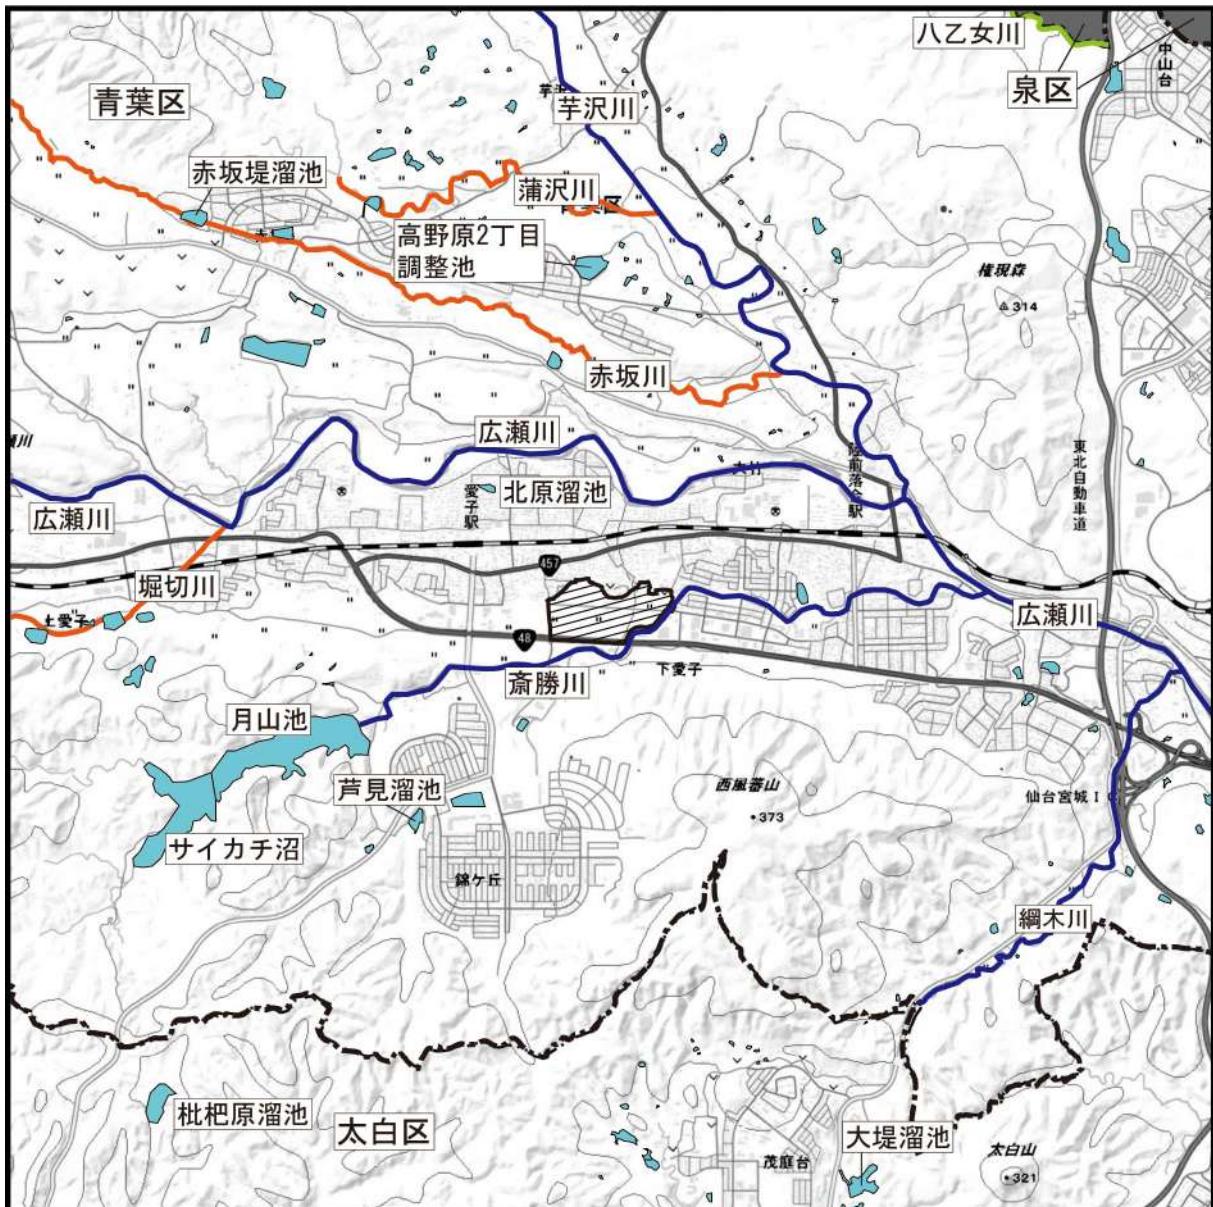 八乙女川
中山台
泉区
青葉区
芋沢川
赤坂堤溜池
蒲沢川
高野原2丁目
調整池
権現森
314
赤坂川
広瀬川
東北自動車道
陸前落合駅
北原溜池
愛子駅
広瀬川
457
堀切川
上愛子
広瀬川
48
下愛子
斎勝川
月山池
芦見溜池
西風蕃山
373
仙台宮城IC
サイカチ沼
錦ケ丘
綱木川
枇杷原溜池
太白区
大堤溜池
茂庭台
太白山
321